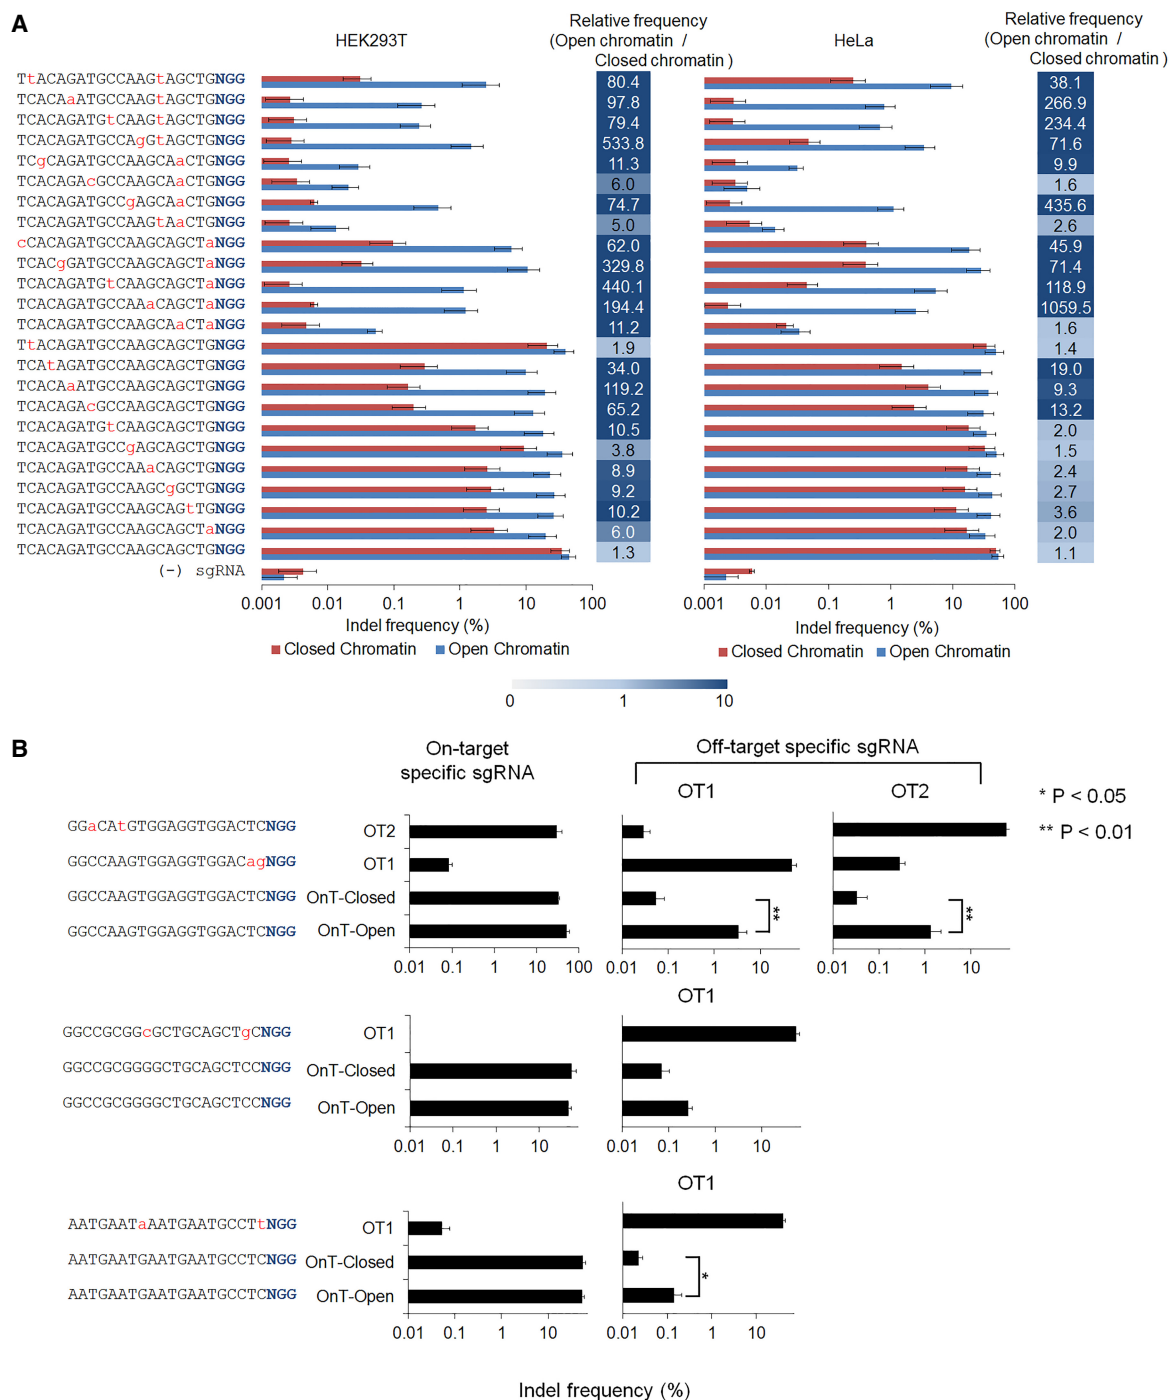 A
HEK293T
Relative frequency
(Open chromatin /
Closed chromatin)
HeLa
Relative frequency
(Open chromatin /
Closed chromatin )
TtACAGATGCCAAGtAGCTGNGG 80.4 38.1
TCACAaATGCCAAGtAGCTGNGG 97.8 266.9
TCACAGATGtCAAGtAGCTGNGG 79.4 234.4
TCACAGATGCCAgGtAGCTGNGG 533.8 71.6
TCgCAGATGCCAAGCAaCTGNGG 11.3 9.9
TCACAGAcGCCAAGCAaCTGNGG 6.0 1.6
TCACAGATGCCgAGCAaCTGNGG 74.7 435.6
TCACAGATGCCAAGtAaCTGNGG 5.0 2.6
cCACAGATGCCAAGCAGCTaNGG 62.0 45.9
TCACgGATGCCAAGCAGCTaNGG 329.8 71.4
TCACAGATGtCAAGCAGCTaNGG 440.1 118.9
TCACAGATGCCAAaCAGCTaNGG 194.4 1059.5
TCACAGATGCCAAGCAaCTaNGG 11.2 1.6
TtACAGATGCCAAGCAGCTGNGG 1.9 1.4
TCAtAGATGCCAAGCAGCTGNGG 34.0 19.0
TCACAaATGCCAAGCAGCTGNGG 119.2 9.3
TCACAGAcGCCAAGCAGCTGNGG 65.2 13.2
TCACAGATGtCAAGCAGCTGNGG 10.5 2.0
TCACAGATGCCgAGCAGCTGNGG 3.8 1.5
TCACAGATGCCAAaCAGCTGNGG 8.9 2.4
TCACAGATGCCAAGCgGCTGNGG 9.2 2.7
TCACAGATGCCAAGCAGtTGNGG 10.2 3.6
TCACAGATGCCAAGCAGCTaNGG 6.0 2.0
TCACAGATGCCAAGCAGCTGNGG 1.3 1.1
(-) sgRNA
0.001 0.01 0.1 1 10 100
0.001 0.01 0.1 1 10 100
Indel frequency (%)
Indel frequency (%)
Closed Chromatin Open Chromatin
Closed Chromatin Open Chromatin
0 1 10
B
On-target
specific sgRNA
Off-target specific sgRNA
OT1
OT2
* P < 0.05
** P < 0.01
GGaCAtGTGGAGGTGGACTCNGG OT2
GGCCAAGTGGAGGTGGACagNGG OT1
GGCCAAGTGGAGGTGGACTCNGG OnT-Closed
GGCCAAGTGGAGGTGGACTCNGG OnT-Open
** **
0.01 0.1 1 10 100
0.01 0.1 1 10
0.01 0.1 1 10
OT1
GGCCGCGGcGCTGCAGCTgCNGG OT1
GGCCGCGGGGCTGCAGCTCCNGG OnT-Closed
GGCCGCGGGGCTGCAGCTCCNGG OnT-Open
0.01 0.1 1 10
0.01 0.1 1 10
OT1
AATGAATaAATGAATGCCTtNGG OT1
AATGAATGAATGAATGCCTCNGG OnT-Closed
AATGAATGAATGAATGCCTCNGG OnT-Open
*
0.01 0.1 1 10
0.01 0.1 1 10
Indel frequency (%)